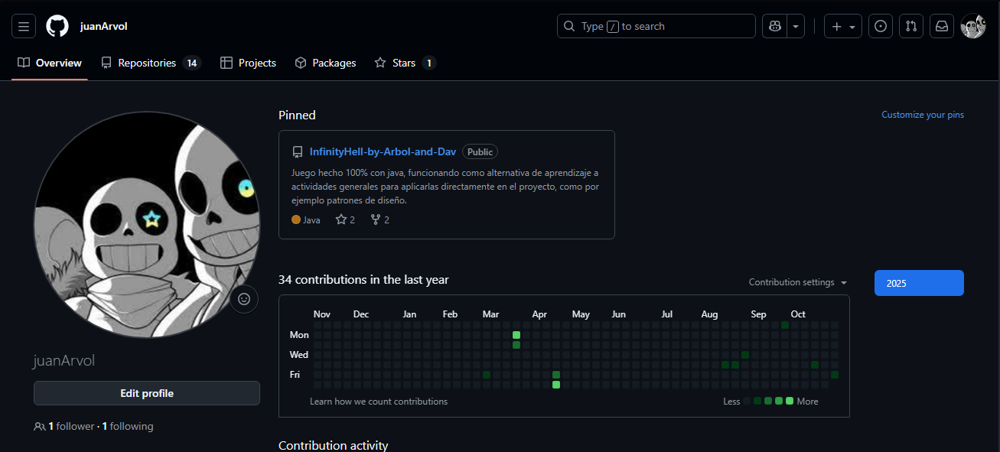 juanArvol
Type / to search
Overview
Repositories 14
Projects
Packages
Stars 1
Pinned
Customize your pins
InfinityHell-by-Arbol-and-Dav Public
Juego hecho 100% con java, funcionando como alternativa de aprendizaje a
actividades generales para aplicarlas directamente en el proyecto, como por
ejemplo patrones de diseño.
Java 2 2
34 contributions in the last year
Contribution settings
2025
Nov Dec Jan Feb Mar Apr May Jun Jul Aug Sep Oct
Mon
Wed
Fri
Learn how we count contributions
Less More
juanArvol
Edit profile
1 follower · 1 following
Contribution activity